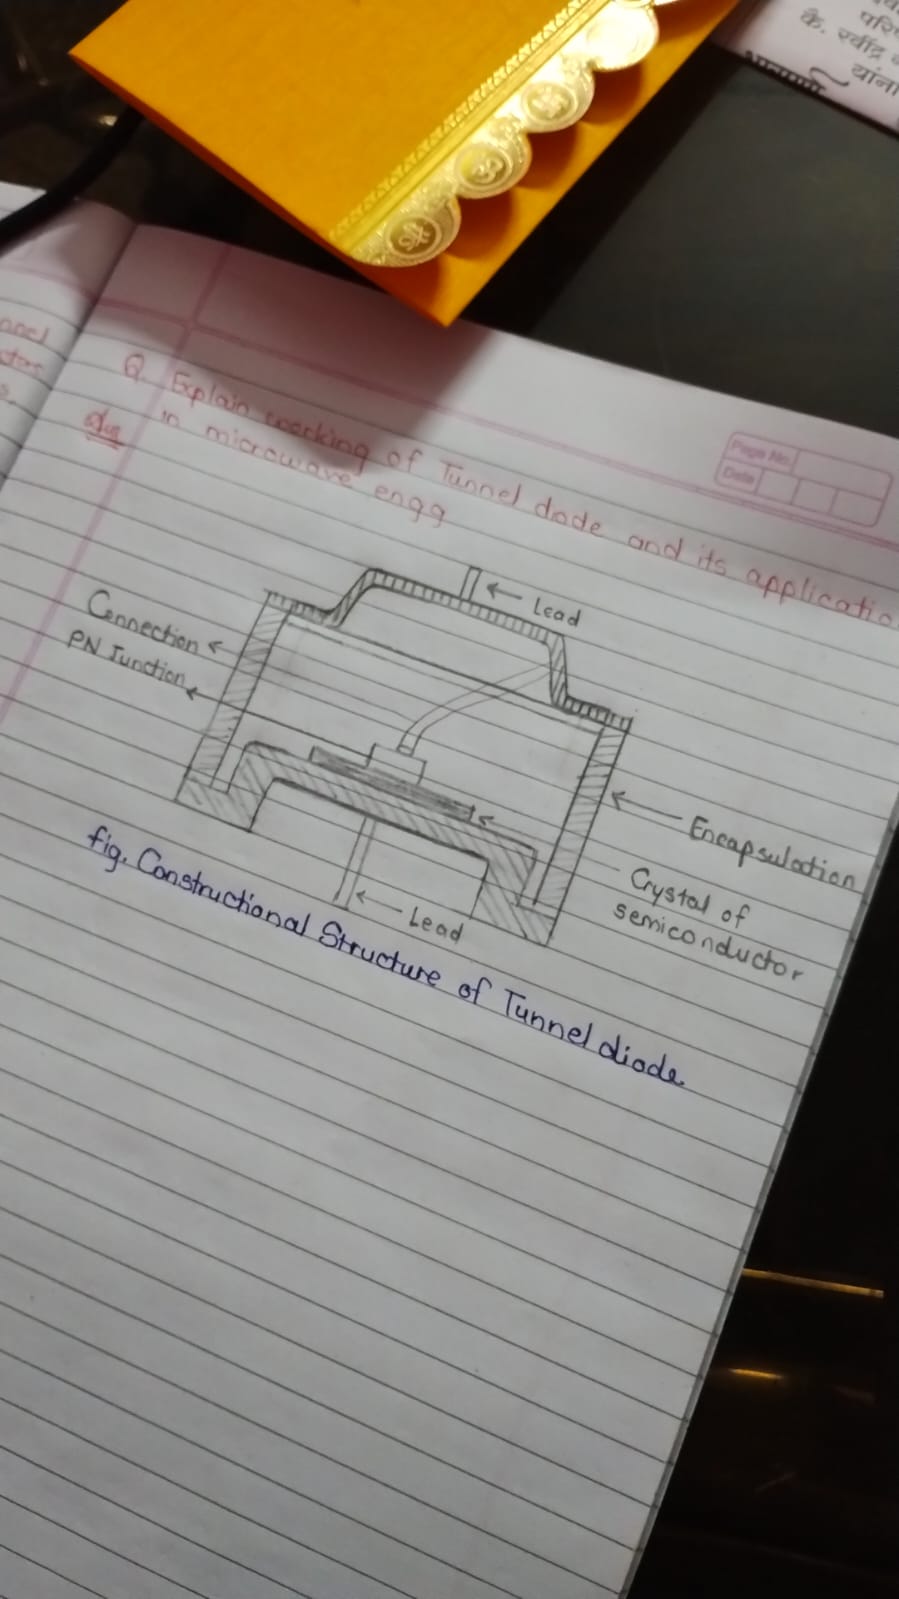 परि
कै. रवींद्र
यांना
nnel
Q. Explain working of Tunnel diode and its applicatio
Ans in microwave engg
Page No.
Date
Lead
Connection
PN Junction
Encapsulation
Crystal of
semiconductor
Lead
fig. Constructional Structure of Tunnel diode